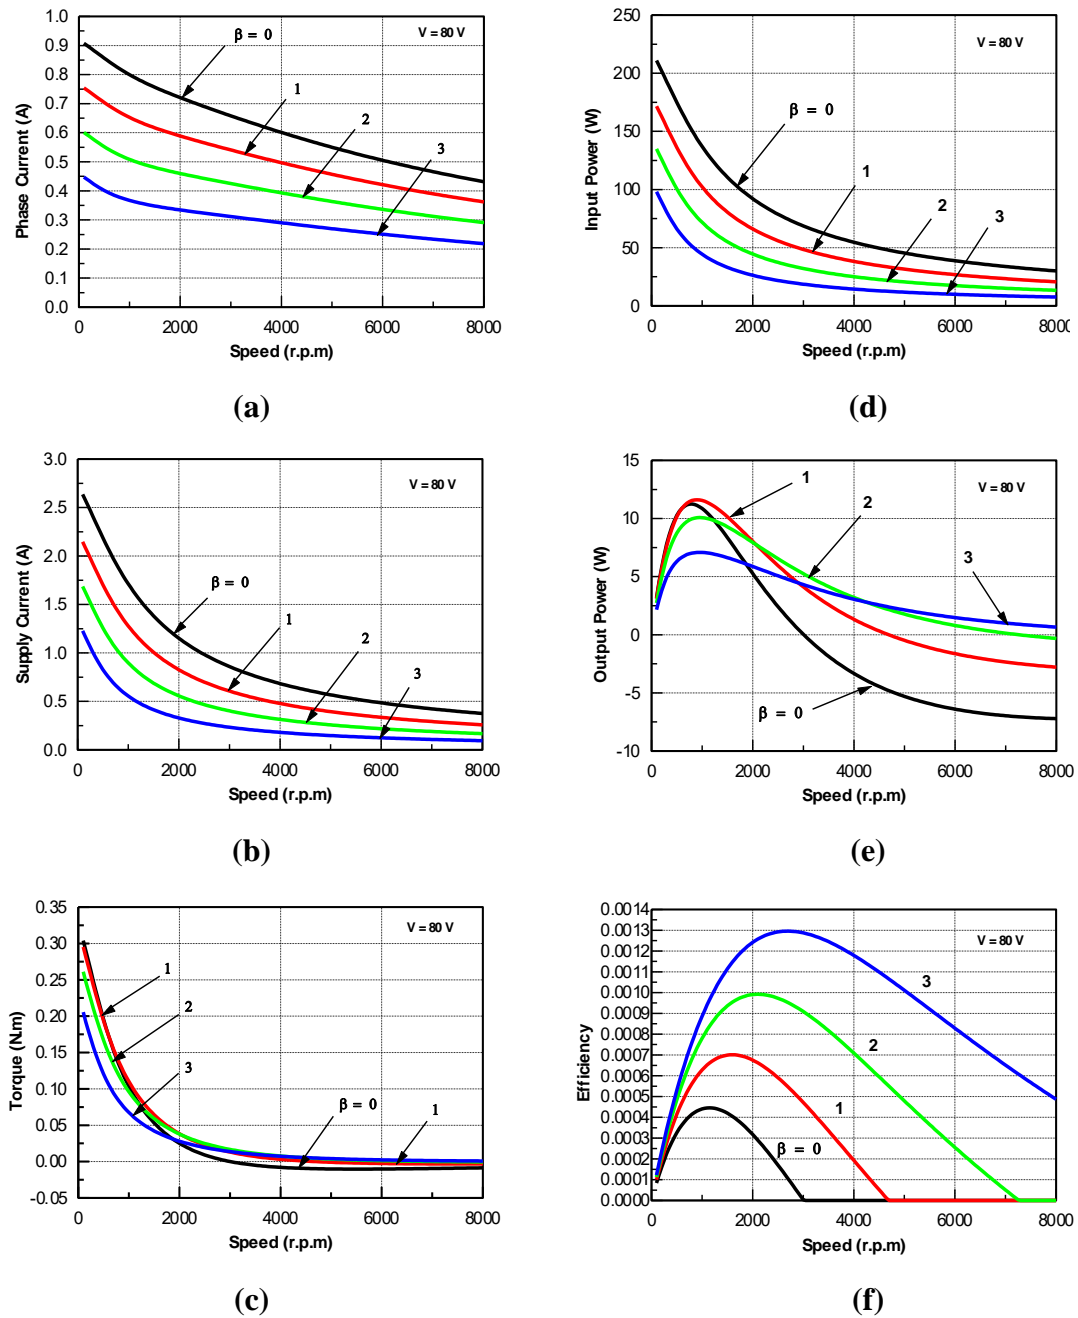 1.0
0.9
0.8
0.7
0.6
0.5
0.4
0.3
0.2
0.1
0.0
Phase Current (A)
β = 0
V = 80 V
1
2
3
0 2000 4000 6000 8000
Speed (r.p.m)
(a)
250
200
150
100
50
0
Input Power (W)
V = 80 V
β = 0
1
2
3
0 2000 4000 6000 8000
Speed (r.p.m)
(d)
3.0
2.5
2.0
1.5
1.0
0.5
0.0
Supply Current (A)
V = 80 V
β = 0
1
2
3
0 2000 4000 6000 8000
Speed (r.p.m)
(b)
15
10
5
0
-5
-10
Output Power (W)
1
V = 80 V
2
3
β = 0
0 2000 4000 6000 8000
Speed (r.p.m)
(e)
0.35
0.30
0.25
0.20
0.15
0.10
0.05
0.00
-0.05
Torque (N.m)
V = 80 V
1
2
3
β = 0
1
0 2000 4000 6000 8000
Speed (r.p.m)
(c)
0.0014
0.0013
0.0012
0.0011
0.0010
0.0009
0.0008
0.0007
0.0006
0.0005
0.0004
0.0003
0.0002
0.0001
0.0000
Efficiency
V = 80 V
3
2
1
β = 0
0 2000 4000 6000 8000
Speed (r.p.m)
(f)